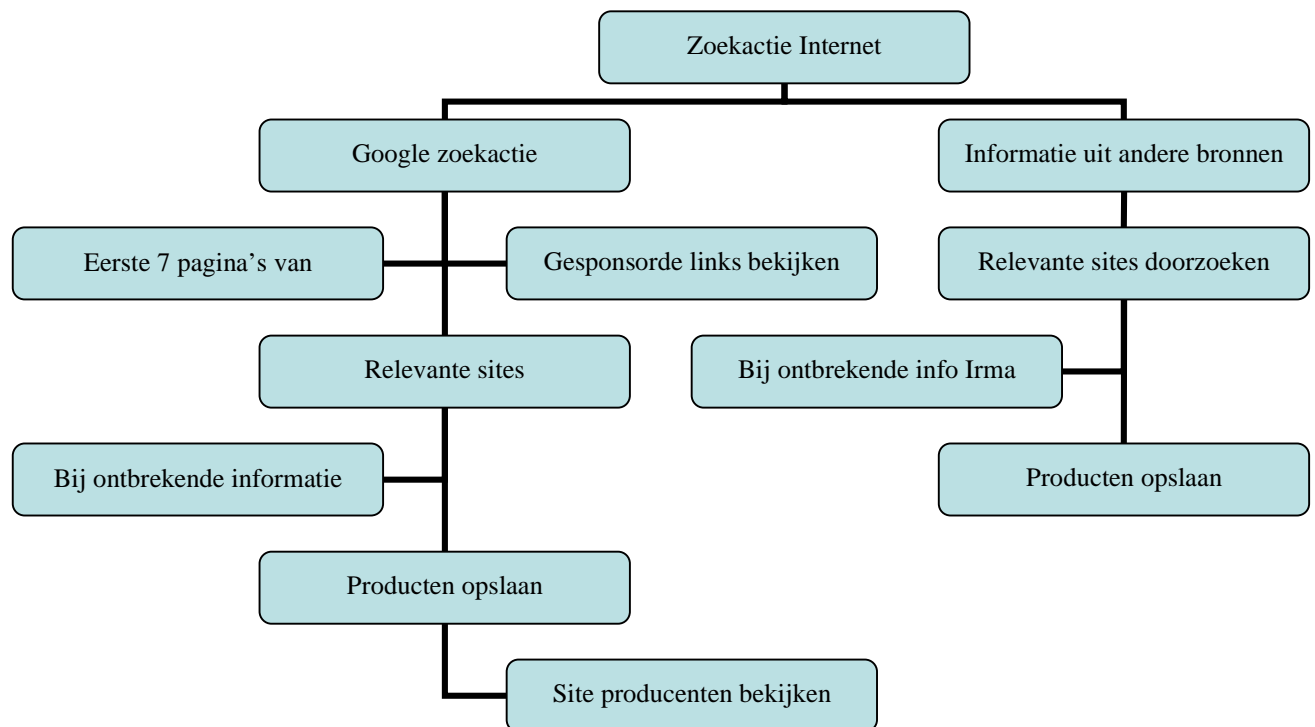 Zoekactie Internet
Google zoekactie
Informatie uit andere bronnen
Eerste 7 pagina’s van
Gesponsorde links bekijken
Relevante sites doorzoeken
Relevante sites
Bij ontbrekende info Irma
Bij ontbrekende informatie
Producten opslaan
Producten opslaan
Site producenten bekijken